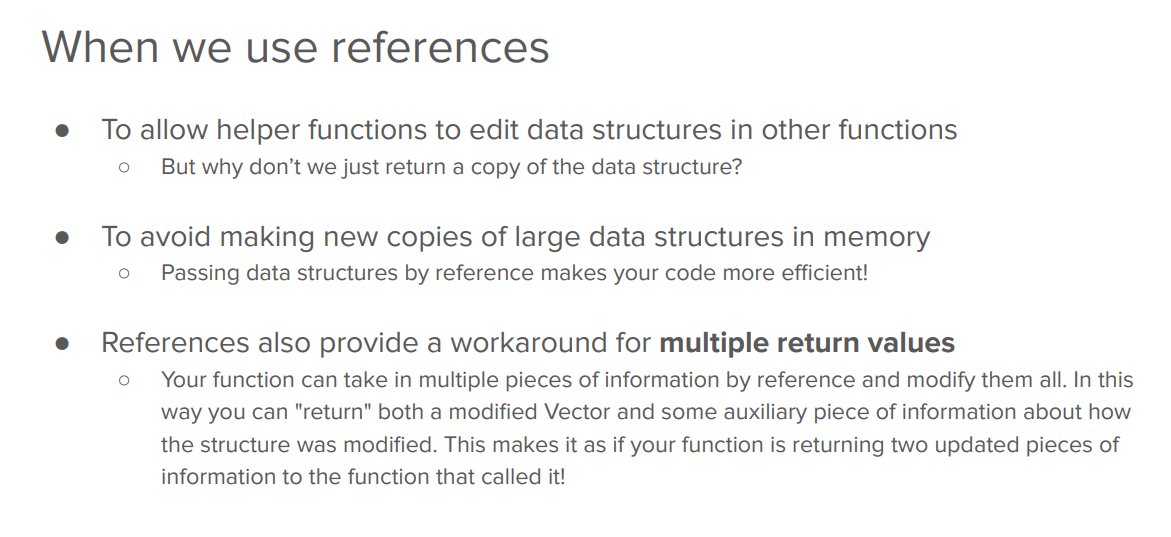 When we use references
● To allow helper functions to edit data structures in other functions
○ But why don’t we just return a copy of the data structure?
● To avoid making new copies of large data structures in memory
○ Passing data structures by reference makes your code more efficient!
● References also provide a workaround for multiple return values
○ Your function can take in multiple pieces of information by reference and modify them all. In this
way you can "return" both a modified Vector and some auxiliary piece of information about how
the structure was modified. This makes it as if your function is returning two updated pieces of
information to the function that called it!